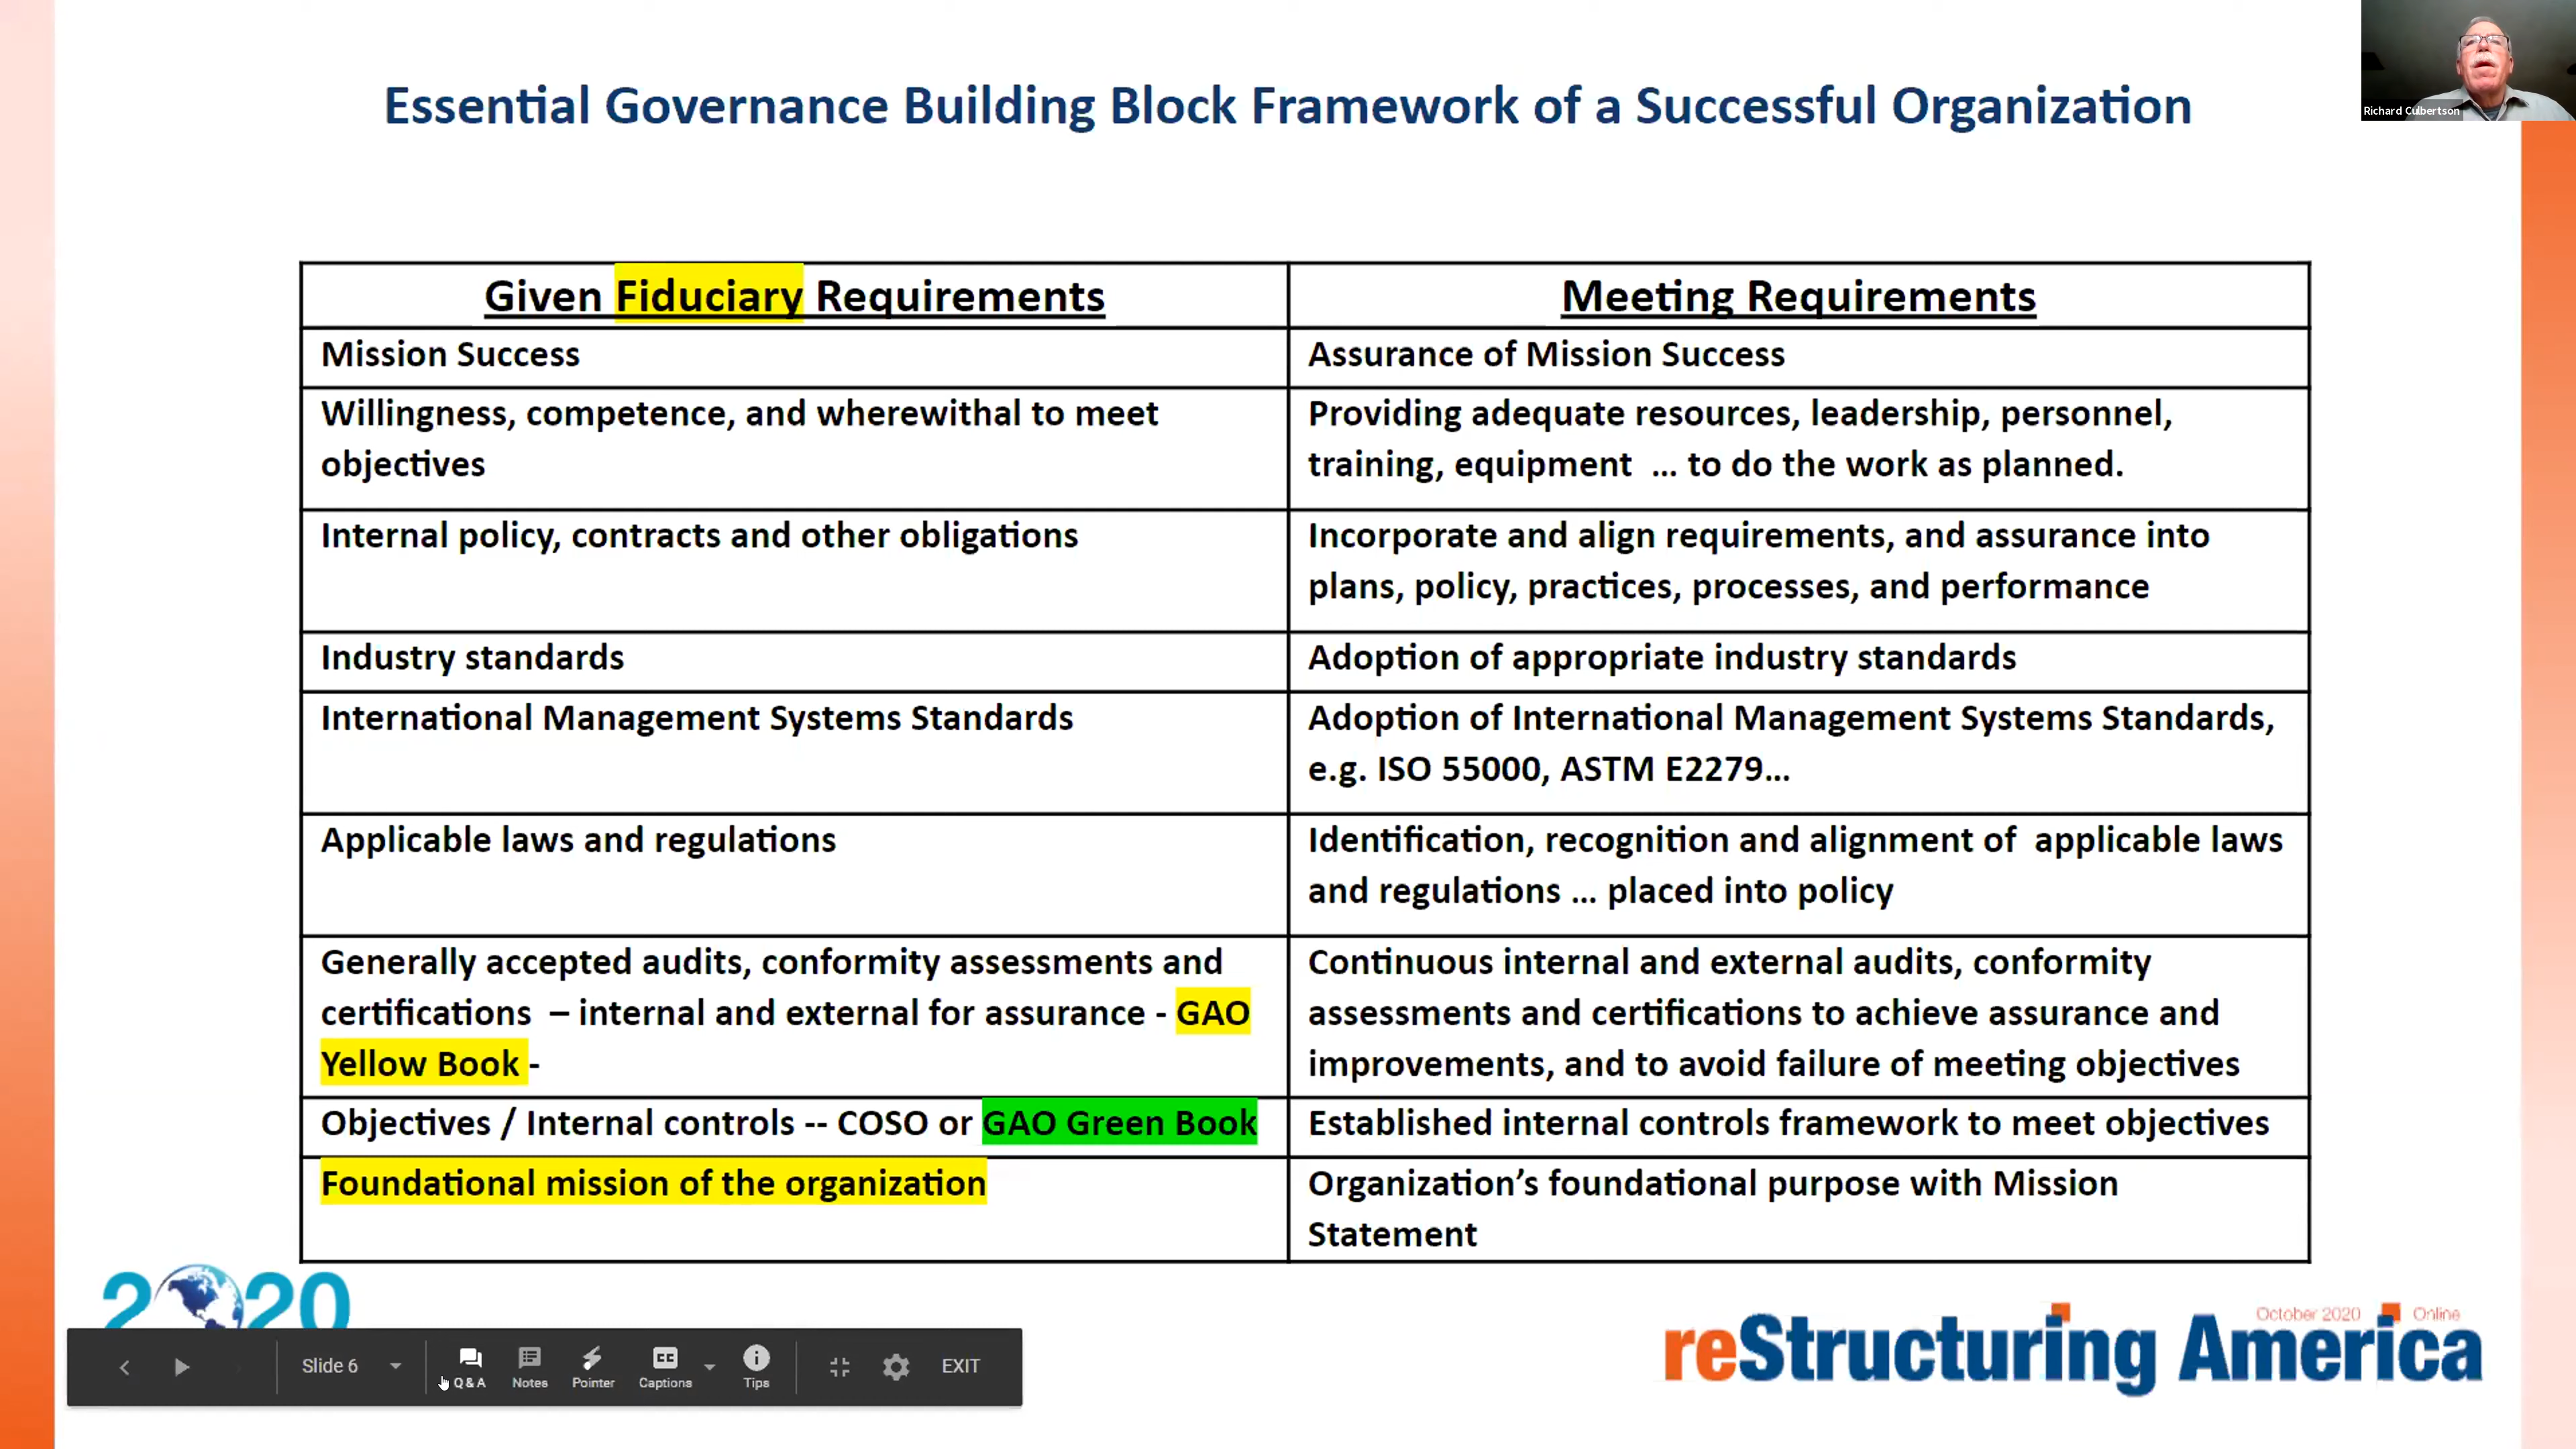 Essential Governance Building Block Framework of a Successful Organization
Richard Culbertson
Given Fiduciary Requirements
Meeting Requirements
Mission Success
Assurance of Mission Success
Willingness, competence, and wherewithal to meet
objectives
Providing adequate resources, leadership, personnel,
training, equipment ... to do the work as planned.
Internal policy, contracts and other obligations
Incorporate and align requirements, and assurance into
plans, policy, practices, processes, and performance
Industry standards
Adoption of appropriate industry standards
International Management Systems Standards
Adoption of International Management Systems Standards,
e.g. ISO 55000, ASTM E2279...
Applicable laws and regulations
Identification, recognition and alignment of applicable laws
and regulations ... placed into policy
Generally accepted audits, conformity assessments and
certifications – internal and external for assurance - GAO
Yellow Book -
Continuous internal and external audits, conformity
assessments and certifications to achieve assurance and
improvements, and to avoid failure of meeting objectives
Objectives / Internal controls -- COSO or GAO Green Book
Established internal controls framework to meet objectives
Foundational mission of the organization
Organization’s foundational purpose with Mission
Statement
2020
October 2020 Online
reStructuring America
Slide 6
Q & A
Notes
Pointer
CC
Captions
Tips
EXIT